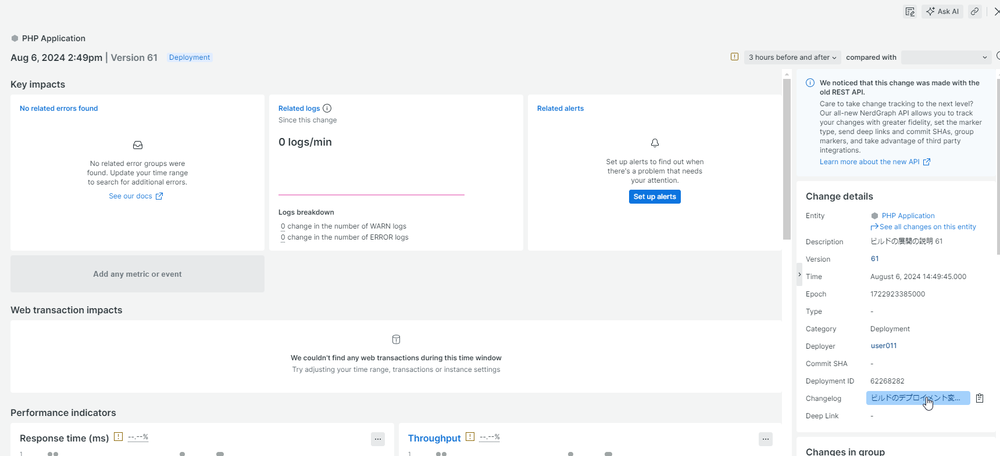 Ask AI
PHP Application
Aug 6, 2024 2:49pm | Version 61 Deployment
3 hours before and after compared with
Key impacts
No related errors found
No related error groups were
found. Update your time range
to search for additional errors.
See our docs
Related logs
Since this change
0 logs/min
Logs breakdown
0 change in the number of WARN logs
0 change in the number of ERROR logs
Related alerts
Set up alerts to find out when
there's a problem that needs
your attention.
Set up alerts
Add any metric or event
Web transaction impacts
We couldn't find any web transactions during this time window
Try adjusting your time range, transactions or instance settings
Performance indicators
Response time (ms) --.--%
...
1
Throughput --.--%
...
1
We noticed that this change was made with the
old REST API.
Care to take change tracking to the next level?
Our all-new NerdGraph API allows you to track
your changes with greater fidelity, set the marker
type, send deep links and commit SHAs, group
markers, and take advantage of third party
integrations.
Learn more about the new API
Change details
Entity PHP Application
See all changes on this entity
Description ビルドの展開の説明 61
Version 61
Time August 6, 2024 14:49:45.000
Epoch 1722923385000
Type -
Category Deployment
Deployer user011
Commit SHA -
Deployment ID 62268282
Changelog ビルドのデプロイメント変...
Deep Link -
Changes in group